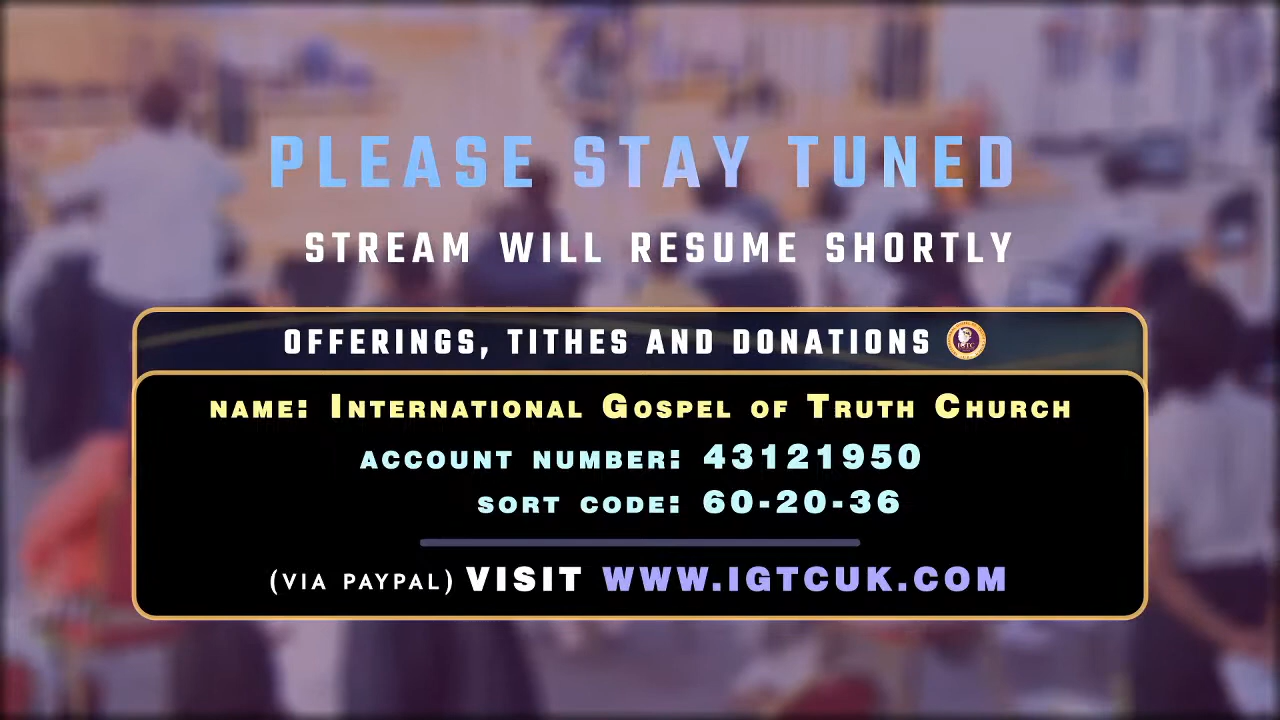 PLEASE STAY TUNED
STREAM WILL RESUME SHORTLY
OFFERINGS, TITHES AND DONATIONS
IGTC
NAME: INTERNATIONAL GOSPEL OF TRUTH CHURCH
ACCOUNT NUMBER: 43121950
SORT CODE: 60-20-36
(VIA PAYPAL) VISIT WWW.IGTCUK.COM